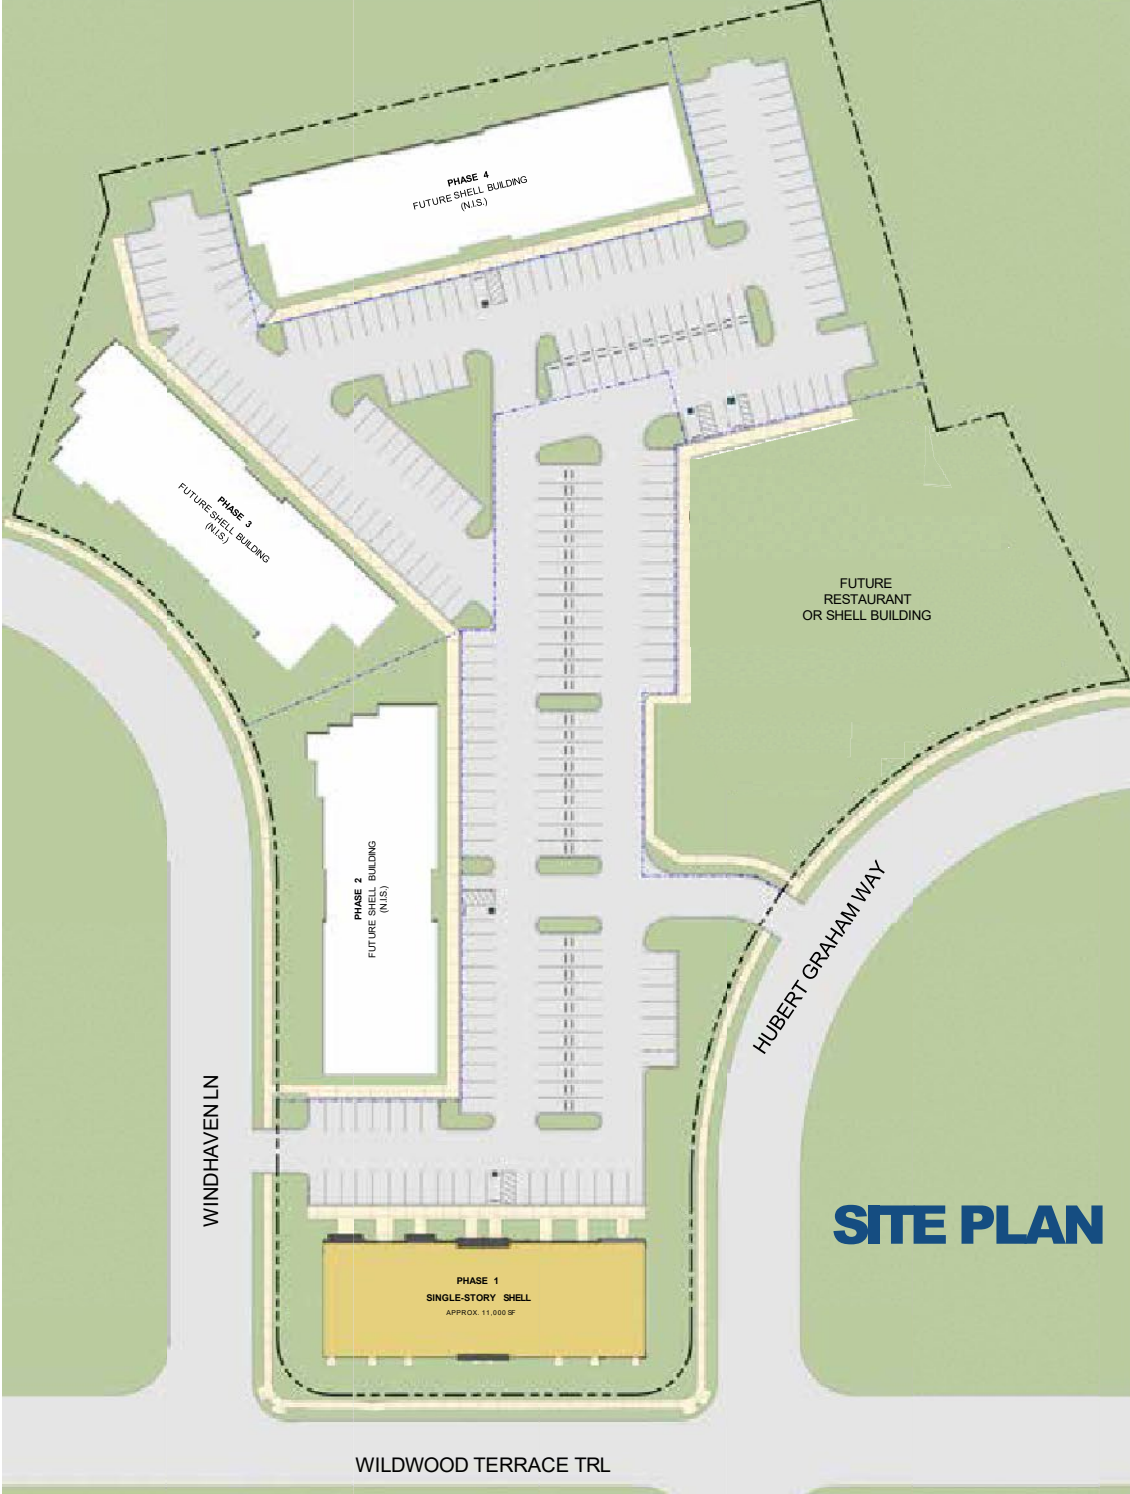 PHASE 4
FUTURE SHELL BUILDING
(N.I.S.)
PHASE 3
FUTURE SHELL BUILDING
(N.I.S.)
FUTURE
RESTAURANT
OR SHELL BUILDING
PHASE 2
FUTURE SHELL BUILDING
(N.I.S.)
HUBERT GRAHAM WAY
WINDHAVEN LN
SITE PLAN
PHASE 1
SINGLE-STORY SHELL
APPROX. 11,000 SF
WILDWOOD TERRACE TRL